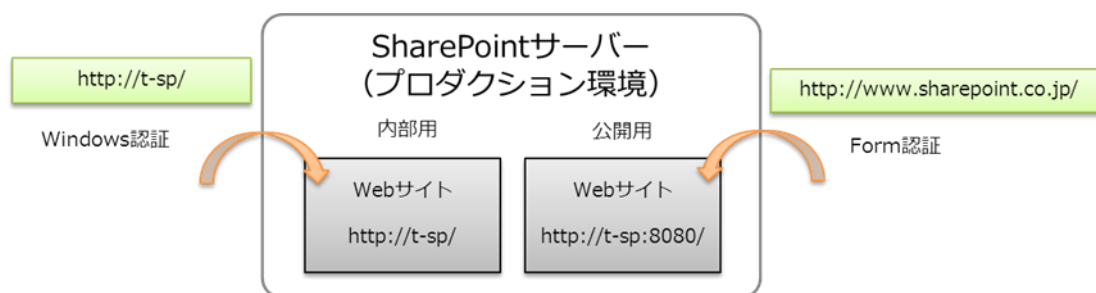 SharePointサーバー
（プロダクション環境）
http://t-sp/
http://www.sharepoint.co.jp/
Windows認証
内部用
公開用
Form認証
Webサイト
http://t-sp/
Webサイト
http://t-sp:8080/